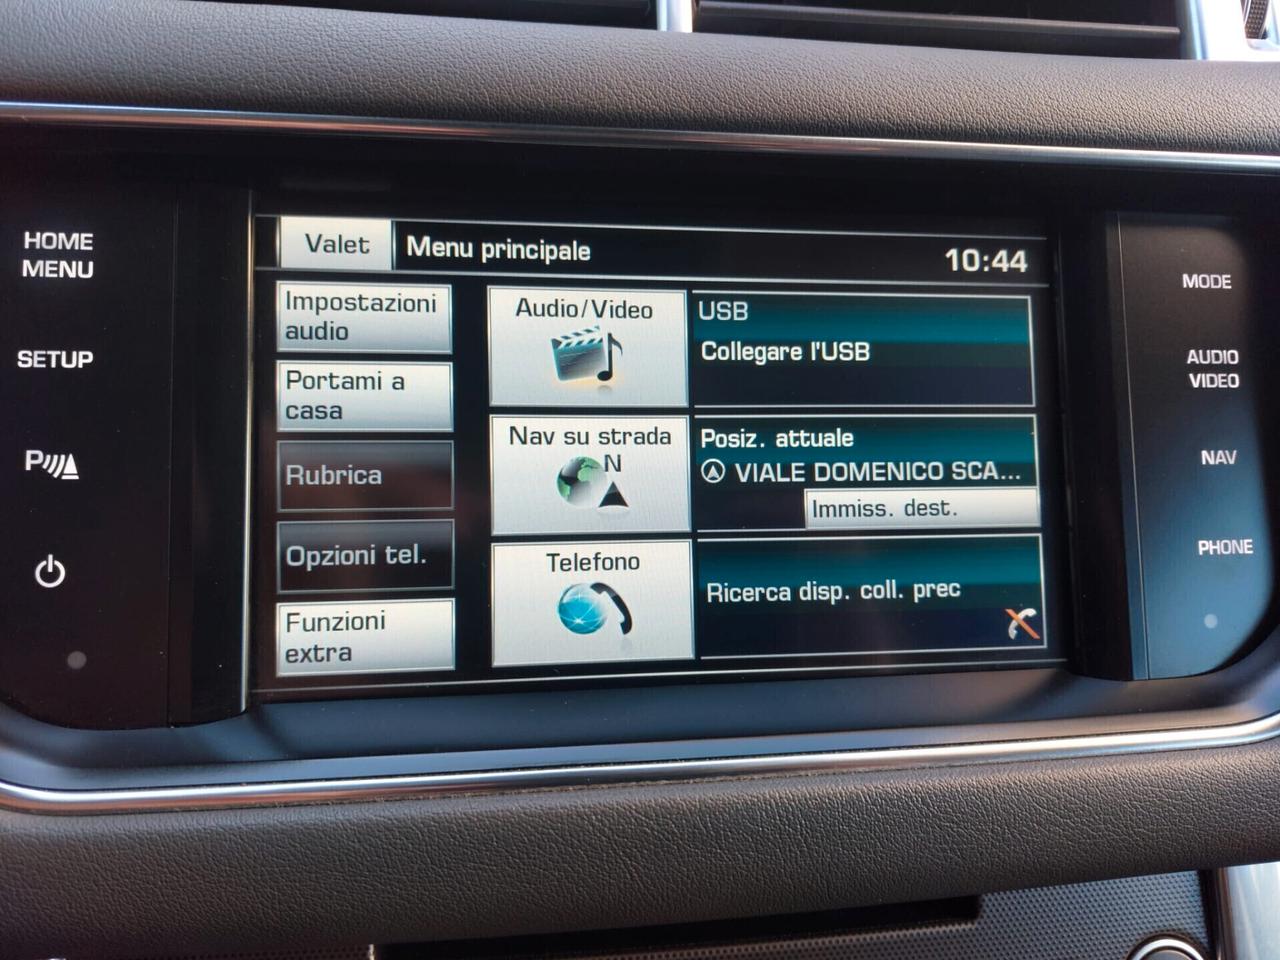 HOME
MENU
SETUP
P
Valet
Menu principale
10:44
Impostazioni
audio
Portami a
casa
Rubrica
Opzioni tel.
Funzioni
extra
Audio/Video
USB
Collegare l'USB
Nav su strada
N
Posiz. attuale
VIALE DOMENICO SCA...
Immiss. dest.
Telefono
Ricerca disp. coll. prec
MODE
AUDIO
VIDEO
NAV
PHONE